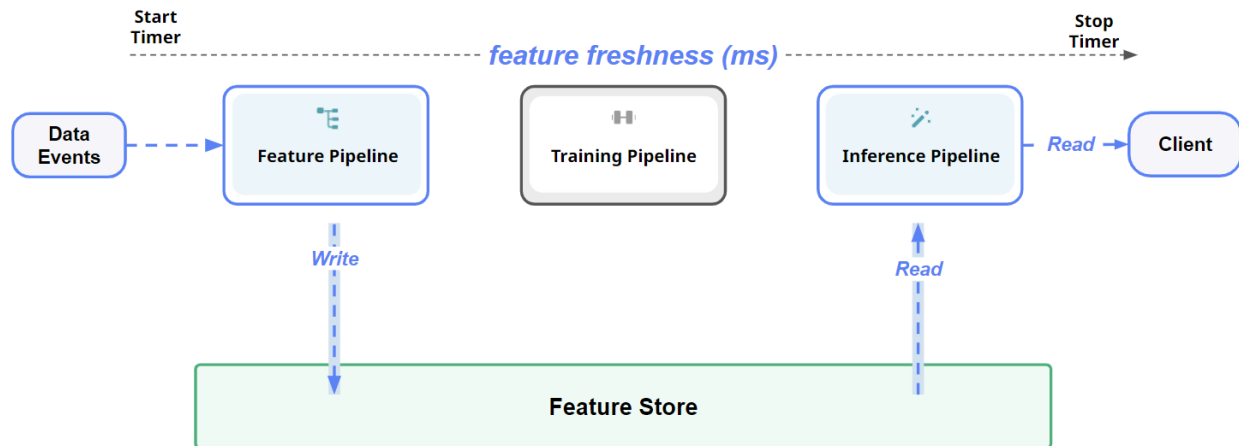 Start
Timer
Stop
Timer
feature freshness (ms)
Data
Events
Feature Pipeline
Training Pipeline
Inference Pipeline
Read
Client
Write
Read
Feature Store